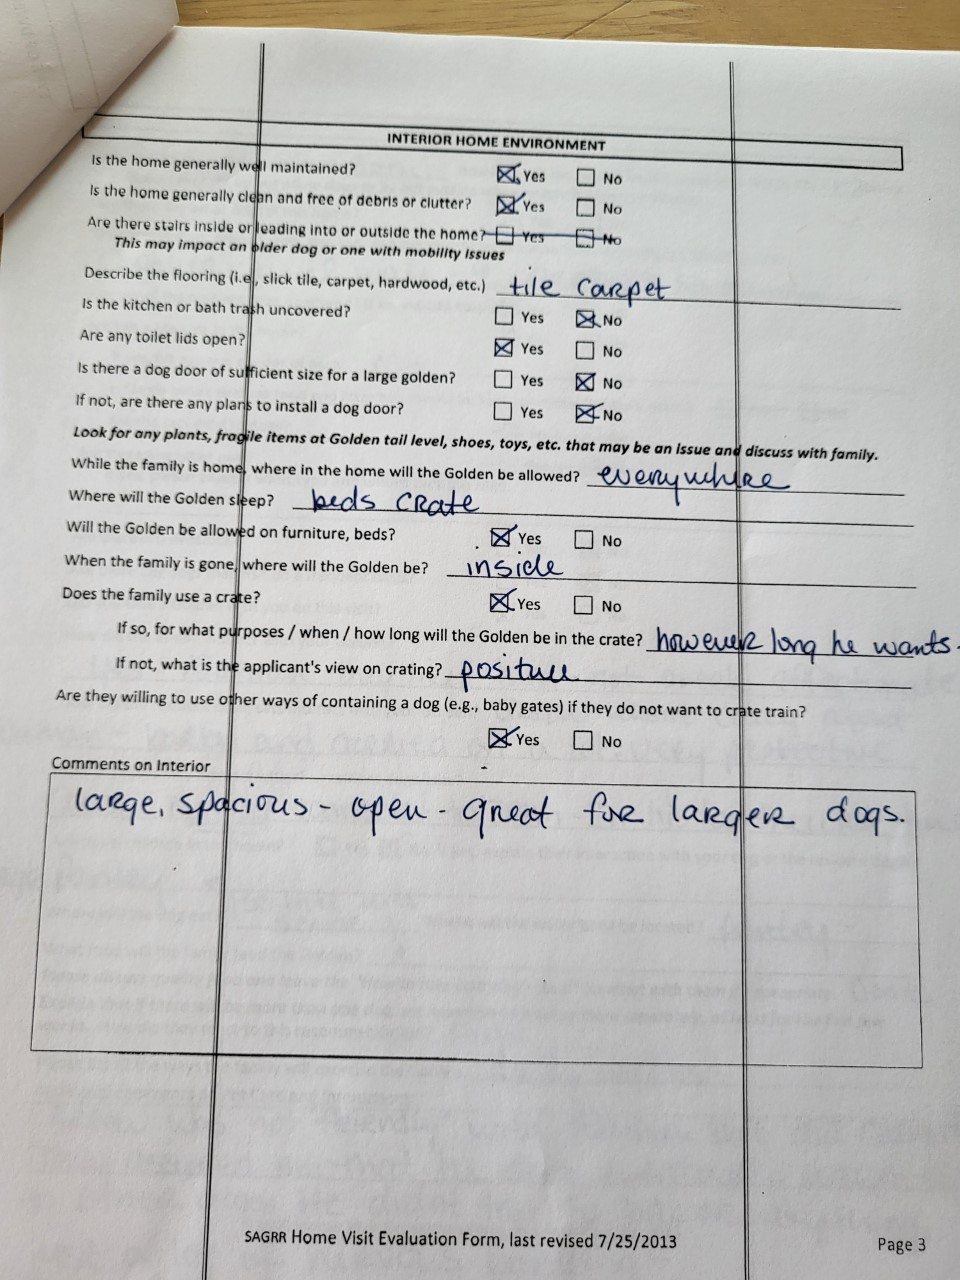 INTERIOR HOME ENVIRONMENT
Is the home generally well maintained? ☒ Yes ☐ No
Is the home generally clean and free of debris or clutter? ☒ Yes ☐ No
Are there stairs inside or leading into or outside the home? ☐ Yes ☐ No
This may impact an older dog or one with mobility issues
Describe the flooring (i.e., slick tile, carpet, hardwood, etc.) tile carpet
Is the kitchen or bath trash uncovered? ☐ Yes ☒ No
Are any toilet lids open? ☒ Yes ☐ No
Is there a dog door of sufficient size for a large golden? ☐ Yes ☒ No
If not, are there any plans to install a dog door? ☐ Yes ☒ No
Look for any plants, fragile items at Golden tail level, shoes, toys, etc. that may be an issue and discuss with family.
While the family is home, where in the home will the Golden be allowed? everywhere
Where will the Golden sleep? beds crate
Will the Golden be allowed on furniture, beds? ☒ Yes ☐ No
When the family is gone, where will the Golden be? inside
Does the family use a crate? ☒ Yes ☐ No
If so, for what purposes / when / how long will the Golden be in the crate? however long he wants.
If not, what is the applicant's view on crating? positive
Are they willing to use other ways of containing a dog (e.g., baby gates) if they do not want to crate train?
☒ Yes ☐ No
Comments on Interior
large, spacious - open - great for larger dogs.
SAGRR Home Visit Evaluation Form, last revised 7/25/2013
Page 3